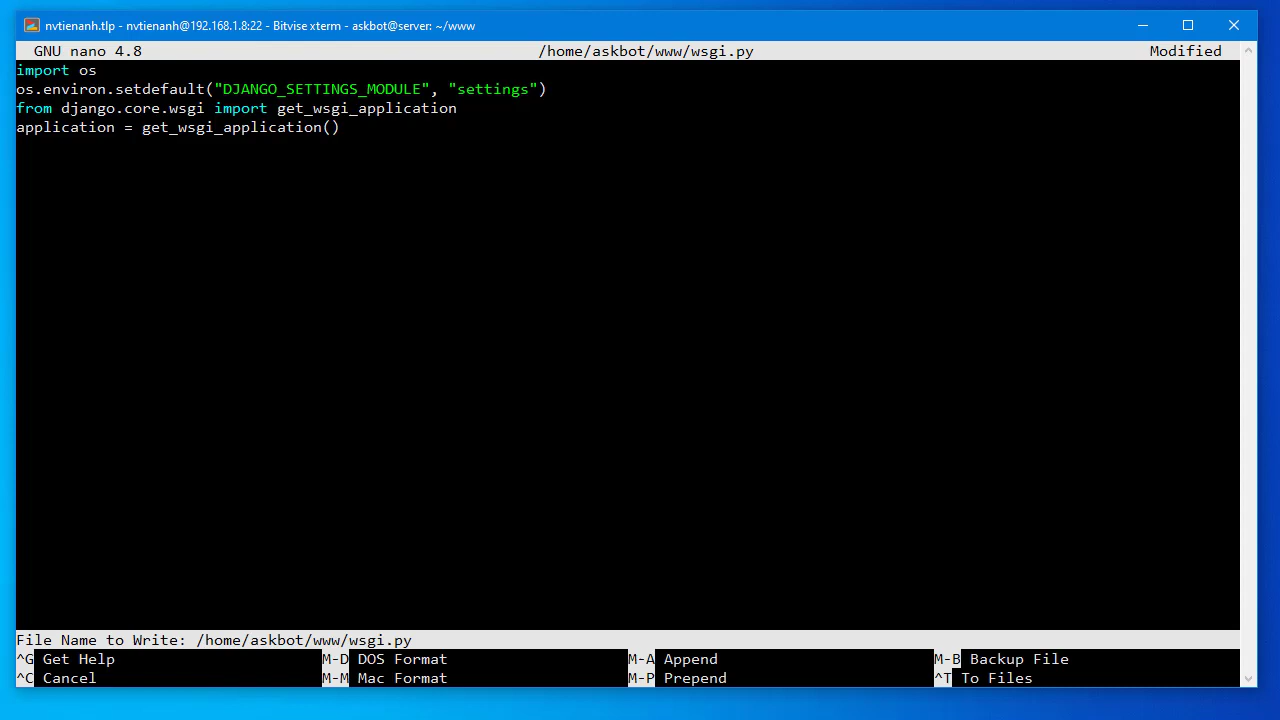 nvtienanh.tlp - nvtienanh@192.168.1.8:22 - Bitvise xterm - askbot@server: ~/www
GNU nano 4.8 /home/askbot/www/wsgi.py Modified
import os
os.environ.setdefault("DJANGO_SETTINGS_MODULE", "settings")
from django.core.wsgi import get_wsgi_application
application = get_wsgi_application()
File Name to Write: /home/askbot/www/wsgi.py
^G Get Help M-D DOS Format M-A Append M-B Backup File
^C Cancel M-M Mac Format M-P Prepend ^T To Files